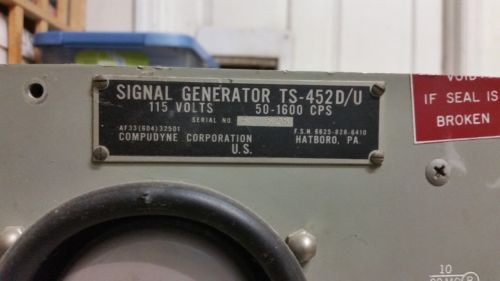 SIGNAL GENERATOR TS-452D/U
115 VOLTS 50-1600 CPS
SERIAL NO.
AF33(604)32501 F.S.N 6625-828-6410
COMPUDYNE CORPORATION HATBORO, PA.
U.S.
VOID
IF SEAL IS
BROKEN
10